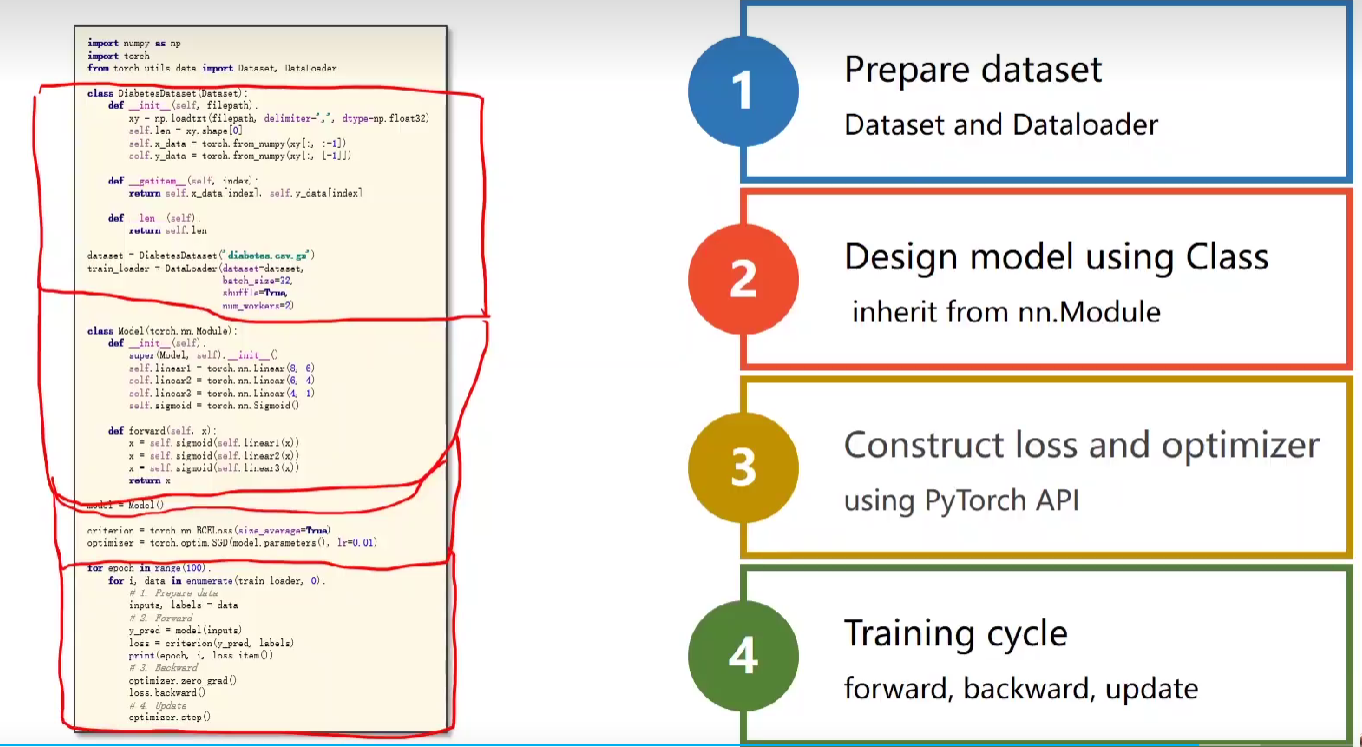 import numpy as np
import torch
from torch.utils.data import Dataset, DataLoader
class DiabetesDataset(Dataset):
def __init__(self, filepath):
xy = np.loadtxt(filepath, delimiter=',', dtype=np.float32)
self.len = xy.shape[0]
self.x_data = torch.from_numpy(xy[:, :-1])
self.y_data = torch.from_numpy(xy[:, [-1]])
def __getitem__(self, index):
return self.x_data[index], self.y_data[index]
def __len__(self):
return self.len
dataset = DiabetesDataset('diabetes.csv.gz')
train_loader = DataLoader(dataset=dataset,
batch_size=32,
shuffle=True,
num_workers=2)
class Model(torch.nn.Module):
def __init__(self):
super(Model, self).__init__()
self.linear1 = torch.nn.Linear(8, 6)
self.linear2 = torch.nn.Linear(6, 4)
self.linear3 = torch.nn.Linear(4, 1)
self.sigmoid = torch.nn.Sigmoid()
def forward(self, x):
x = self.sigmoid(self.linear1(x))
x = self.sigmoid(self.linear2(x))
x = self.sigmoid(self.linear3(x))
return x
model = Model()
criterion = torch.nn.BCELoss(size_average=True)
optimizer = torch.optim.SGD(model.parameters(), lr=0.01)
for epoch in range(100):
for i, data in enumerate(train_loader, 0):
# 1. Prepare data
inputs, labels = data
# 2. Forward
y_pred = model(inputs)
loss = criterion(y_pred, labels)
print(epoch, i, loss.item())
# 3. Backward
optimizer.zero_grad()
loss.backward()
# 4. Update
optimizer.step()
1
Prepare dataset
Dataset and Dataloader
2
Design model using Class
inherit from nn.Module
3
Construct loss and optimizer
using PyTorch API
4
Training cycle
forward, backward, update